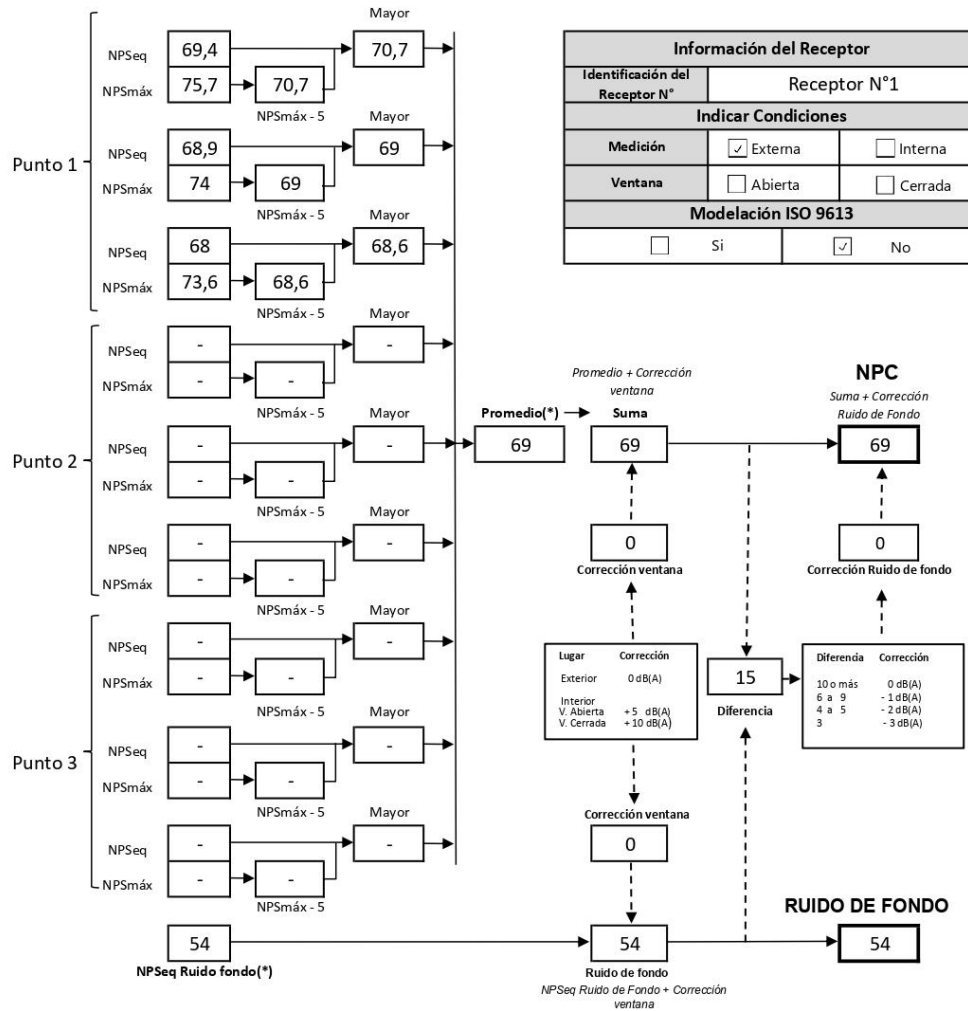 Mayor
NPSeq 69,4 70,7
NPSmáx 75,7 70,7
NPSmáx - 5
Mayor
Punto 1
NPSeq 68,9 69
NPSmáx 74 69
NPSmáx - 5
Mayor
NPSeq 68 68,6
NPSmáx 73,6 68,6
NPSmáx - 5
Información del Receptor
Identificación del
Receptor N°
Receptor N°1
Indicar Condiciones
Medición ✓ Externa Interna
Ventana Abierta Cerrada
Modelación ISO 9613
Si ✓ No
Mayor
NPSeq - -
NPSmáx - -
NPSmáx - 5
Mayor
Punto 2
NPSeq - -
NPSmáx - -
NPSmáx - 5
Mayor
NPSeq - -
NPSmáx - -
NPSmáx - 5
Mayor
NPSeq - -
NPSmáx - -
NPSmáx - 5
Mayor
Punto 3
NPSeq - -
NPSmáx - -
NPSmáx - 5
Mayor
NPSeq - -
NPSmáx - -
NPSmáx - 5
Promedio(*)
69
Promedio + Corrección
ventana
Suma
69
NPC
Suma + Corrección
Ruido de Fondo
69
0
Corrección ventana
0
Corrección Ruido de fondo
Lugar Corrección
Exterior 0 dB(A)
Interior
V. Abierta +5 dB(A)
V. Cerrada +10 dB(A)
15
Diferencia
Diferencia Corrección
10 o más 0 dB(A)
6 a 9 - 1 dB(A)
4 a 5 - 2 dB(A)
3 - 3 dB(A)
Corrección ventana
0
54
NPSeq Ruido fondo(*)
54
Ruido de fondo
NPSeq Ruido de Fondo + Corrección
ventana
RUIDO DE FONDO
54